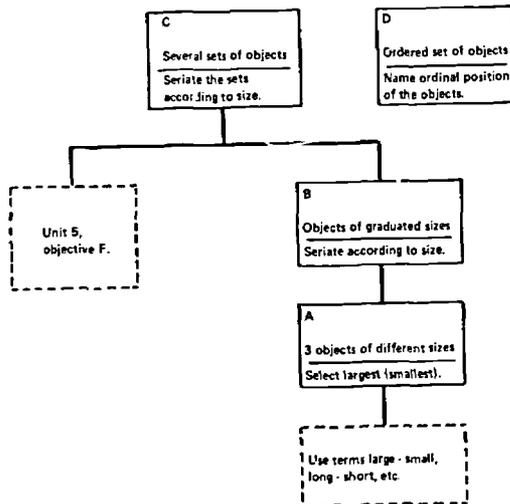 C
Several sets of objects
Seriate the sets
according to size.
D
Ordered set of objects
Name ordinal position
of the objects.
Unit 5,
objective F.
B
Objects of graduated sizes
Seriate according to size.
A
3 objects of different sizes
Select largest (smallest).
Use terms large - small,
long - short, etc.